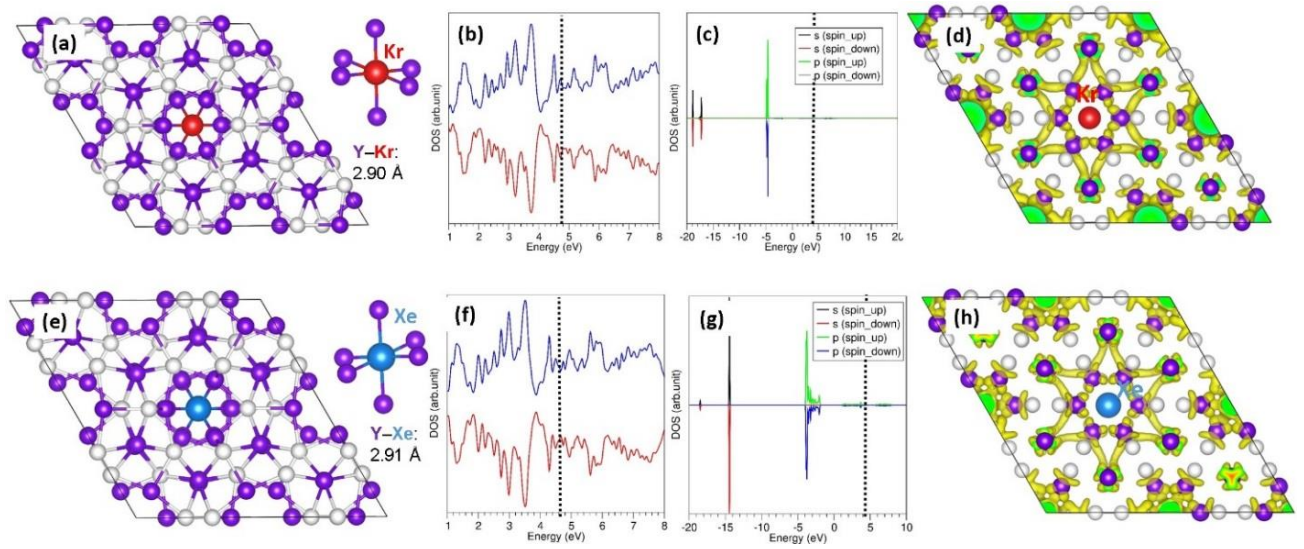 (a)
Kr
Y–Kr:
2.90 Å
(b)
DOS (arb.unit)
1 2 3 4 5 6 7 8
Energy (eV)
(c)
s (spin_up)
s (spin_down)
p (spin_up)
p (spin_down)
DOS (arb.unit)
-20 -15 -10 -5 0 5 10 15 20
Energy (eV)
(d)
Kr
(e)
Xe
Y–Xe:
2.91 Å
(f)
DOS (arb.unit)
1 2 3 4 5 6 7 8
Energy (eV)
(g)
s (spin_up)
s (spin_down)
p (spin_up)
p (spin_down)
DOS (arb.unit)
-20 -15 -10 -5 0 5 10
Energy (eV)
(h)
Xe